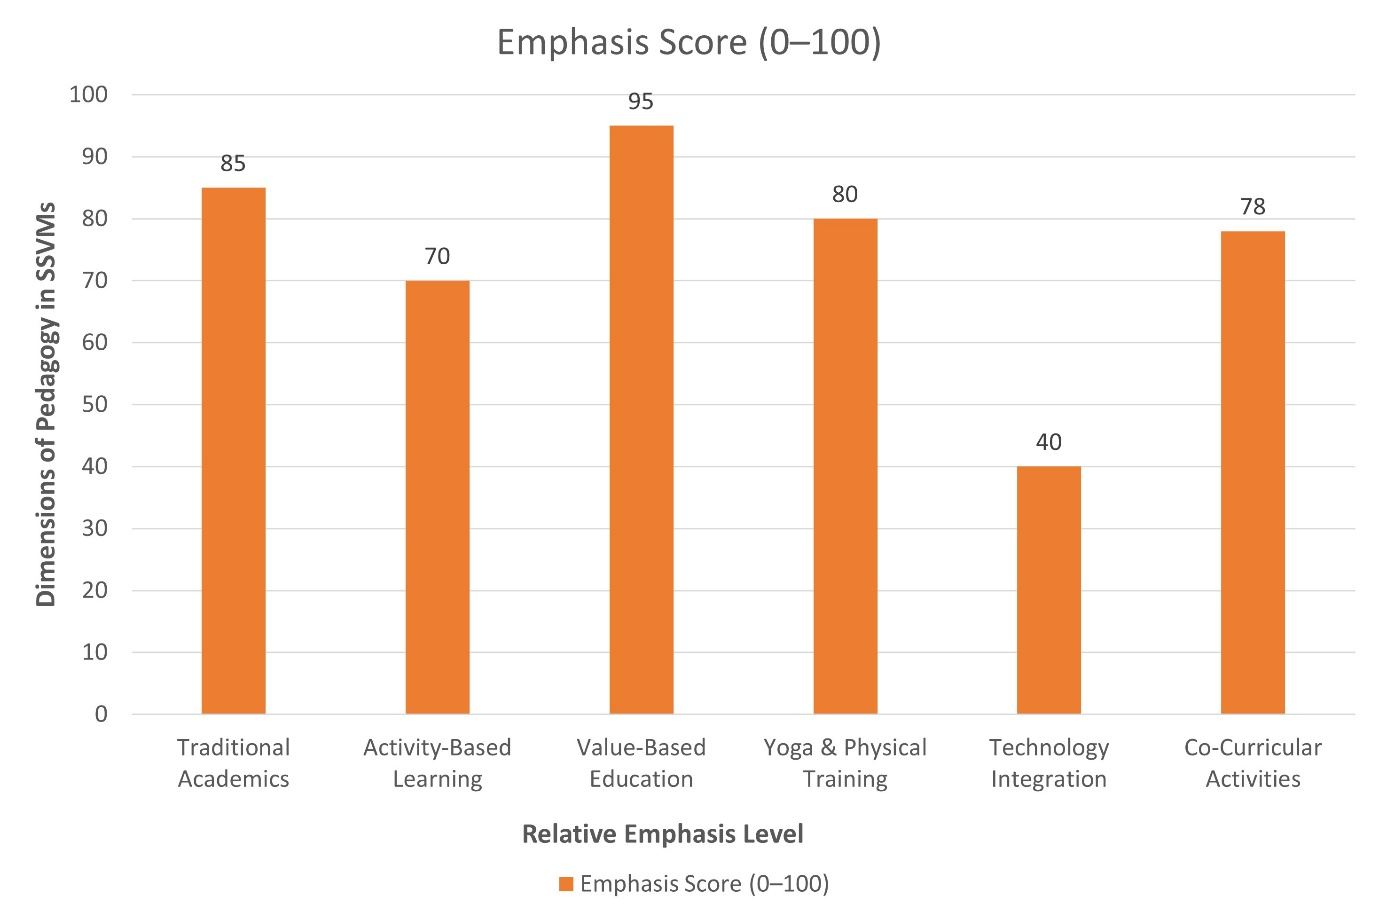 Emphasis Score (0–100)
Dimensions of Pedagogy in SSVMs
100
90
80
70
60
50
40
30
20
10
0
85
70
95
80
40
78
Traditional
Academics
Activity-Based
Learning
Value-Based
Education
Yoga & Physical
Training
Technology
Integration
Co-Curricular
Activities
Relative Emphasis Level
Emphasis Score (0–100)